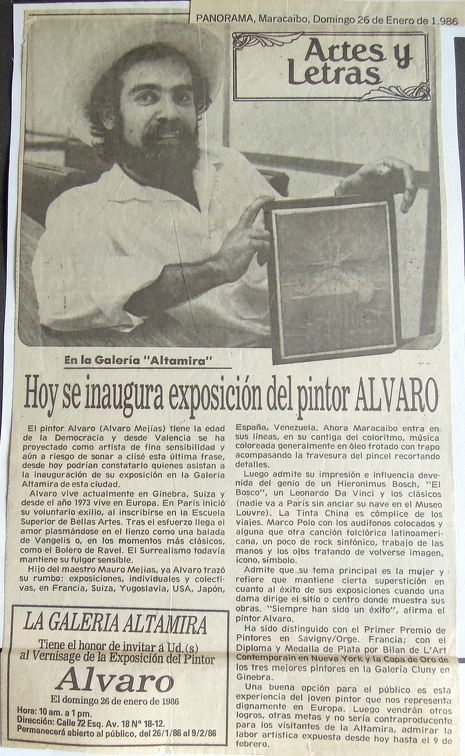 PANORAMA, Maracaibo, Domingo 26 de Enero de 1.986
Artes y
Letras
En la Galería "Altamira"
Hoy se inaugura exposición del pintor ALVARO
El pintor Alvaro (Alvaro Mejías) tiene la edad
de la Democracia y desde Valencia se ha
proyectado como artista de fina sensibilidad y
aún a riesgo de sonar a clisé esta última frase,
desde hoy podrían constatarlo quienes asistan a
la inauguración de su exposición en la Galería
Altamira de esta ciudad.
Alvaro vive actualmente en Ginebra, Suiza y
desde el año 1973 vive en Europa. En París inició
su voluntario exilio, al inscribirse en la Escuela
Superior de Bellas Artes. Tras el esfuerzo llega el
amor plasmándose en el lienzo como una balada
de Vangelis o, en los momentos más clásicos,
como el Bolero de Ravel. El Surrealismo todavía
mantiene su fulgor sensible.
Hijo del maestro Mauro Mejías, ya Alvaro trazó
su rumbo: exposiciones, individuales y colecti-
vas, en Francia, Suiza, Yugoslavia, USA, Japón,
España, Venezuela. Ahora Maracaibo entra en
sus líneas, en su cantiga del coloritmo, música
coloreada generalmente en óleo frotado con trapo
acompasando la travesura del pincel recortando
detalles.
Luego admite su impresión e influencia deve-
nida del genio de un Hieronimus Bosch, "El
Bosco", un Leonardo Da Vinci y los clásicos
(nadie va a París sin anclar su nave en el Museo
Louvre). La Tinta China es cómplice de los
viajes. Marco Polo con los audífonos colocados y
alguna que otra canción folclórica latinoameri-
cana, un poco de rock sinfónico, trabajo de las
manos y los ojos tratando de volverse imagen,
ícono, símbolo.
Admite que su tema principal es la mujer y
refiere que mantiene cierta superstición en
cuanto al éxito de sus exposiciones cuando una
dama dirige el sitio o centro donde muestra sus
obras. "Siempre han sido un éxito", afirma el
pintor Alvaro.
Ha sido distinguido con el Primer Premio de
Pintores en Savigny/Orge. Francia; con el
Diploma y Medalla de Plata por Bilan de L'Art
Contemporain en Nueva York y la Copa de Oro de
los tres mejores pintores en la Galería Cluny en
Ginebra.
Una buena opción para el público es esta
experiencia del joven pintor que nos representa
dignamente en Europa. Luego vendrán otros
logros, otras metas y no sería contraproducente
para los visitantes de la Altamira, admirar la
labor artística expuesta desde hoy hasta el 9 de
febrero.
LA GALERIA ALTAMIRA
Tiene el honor de invitar á Ud.(s)
al Vernisage de la Exposición del Pintor
Alvaro
El domingo 26 de enero de 1986
Hora: 10 am. a 1 pm.
Dirección: Calle 72 Esq. Av. 18 Nº 18-12.
Permanecerá abierto al público, del 26/1/86 al 9/2/86